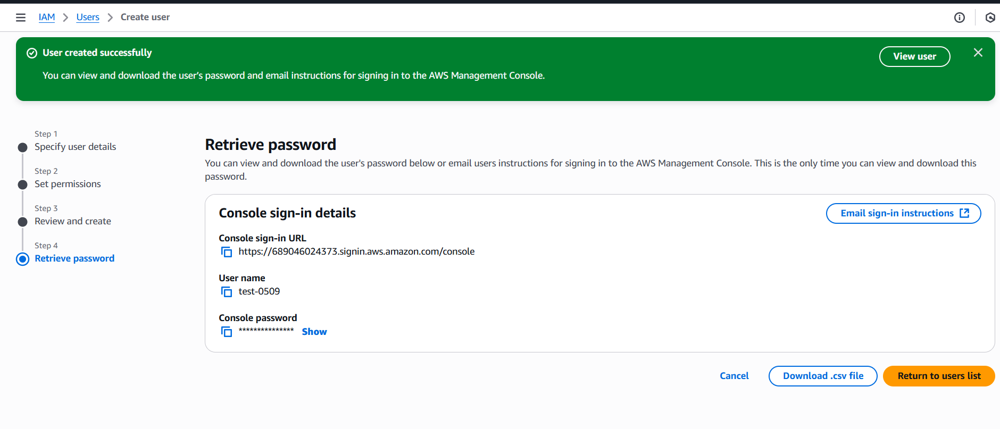 IAM > Users > Create user
User created successfully
View user
You can view and download the user's password and email instructions for signing in to the AWS Management Console.
Step 1
Specify user details
Step 2
Set permissions
Step 3
Review and create
Step 4
Retrieve password
Retrieve password
You can view and download the user's password below or email users instructions for signing in to the AWS Management Console. This is the only time you can view and download this
password.
Console sign-in details
Email sign-in instructions
Console sign-in URL
https://689046024373.signin.aws.amazon.com/console
User name
test-0509
Console password
*************** Show
Cancel
Download .csv file
Return to users list